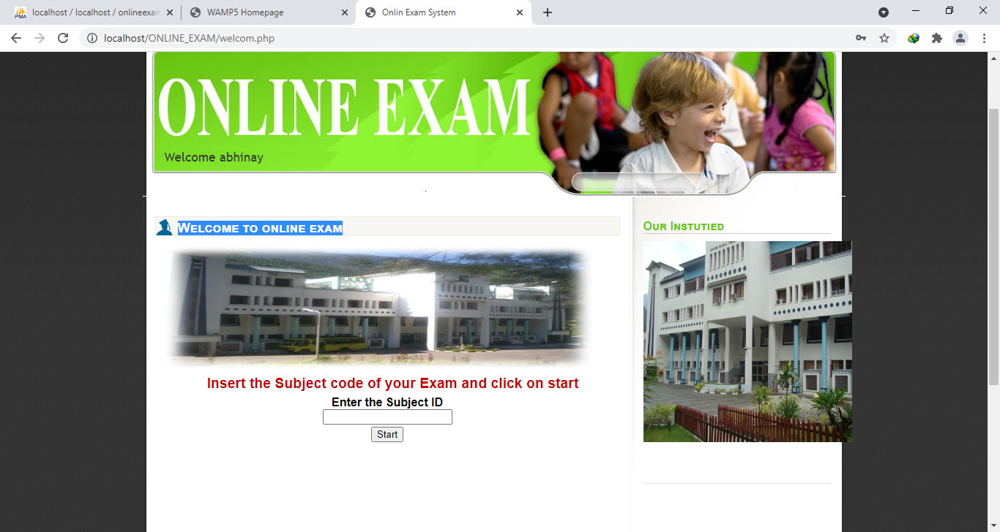 localhost / localhost / onlineexam
WAMP5 Homepage
Onlin Exam System
localhost/ONLINE_EXAM/welcom.php
ONLINE EXAM
Welcome abhinay
Welcome to online exam
Our Instutied
Insert the Subject code of your Exam and click on start
Enter the Subject ID
Start